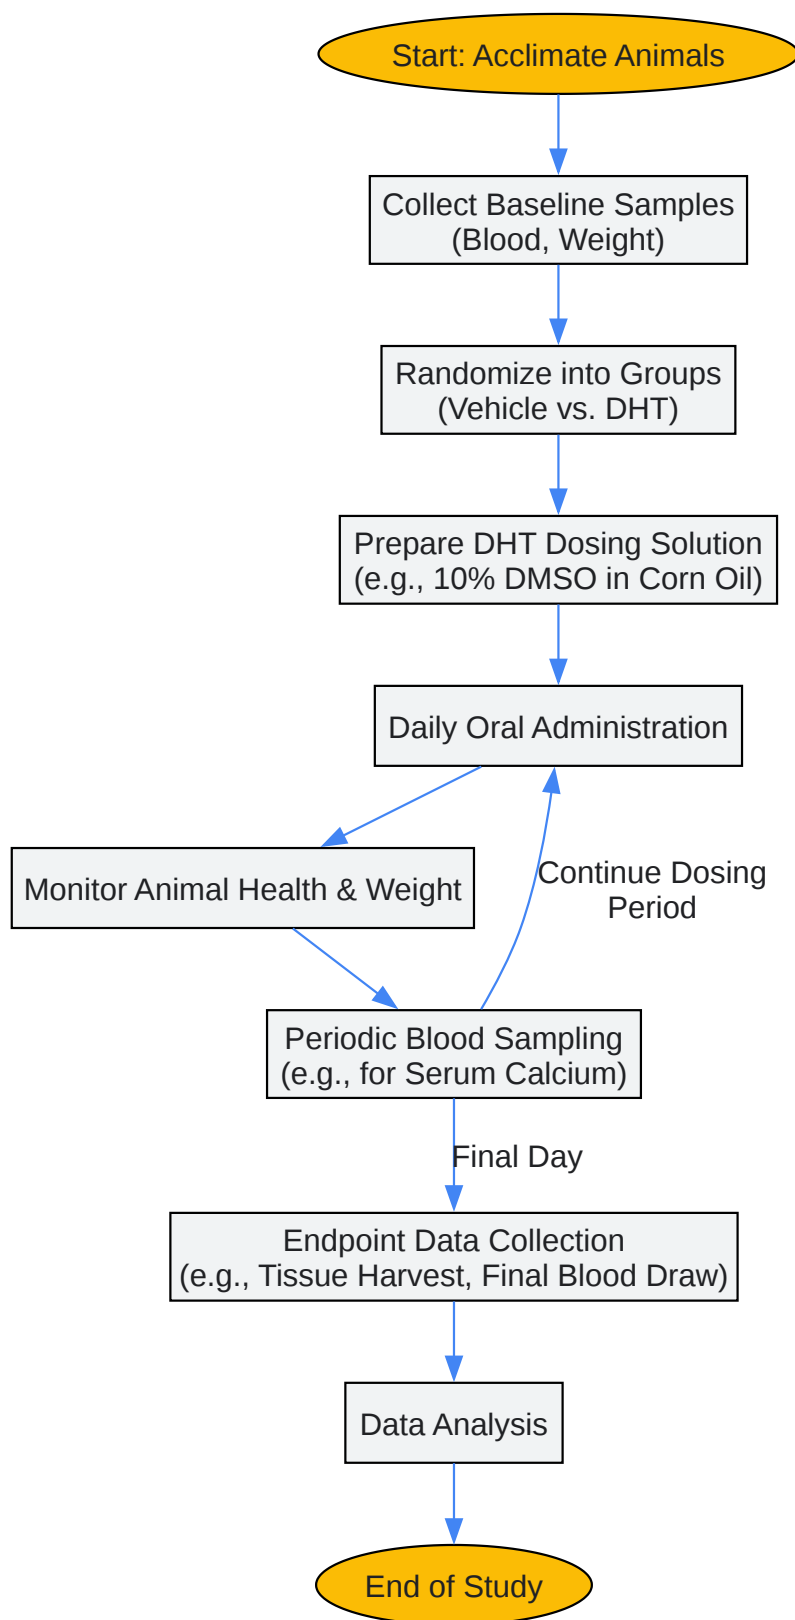 Start: Acclimate Animals
Collect Baseline Samples
(Blood, Weight)
Randomize into Groups
(Vehicle vs. DHT)
Prepare DHT Dosing Solution
(e.g., 10% DMSO in Corn Oil)
Daily Oral Administration
Monitor Animal Health & Weight
Continue Dosing
Period
Periodic Blood Sampling
(e.g., for Serum Calcium)
Final Day
Endpoint Data Collection
(e.g., Tissue Harvest, Final Blood Draw)
Data Analysis
End of Study